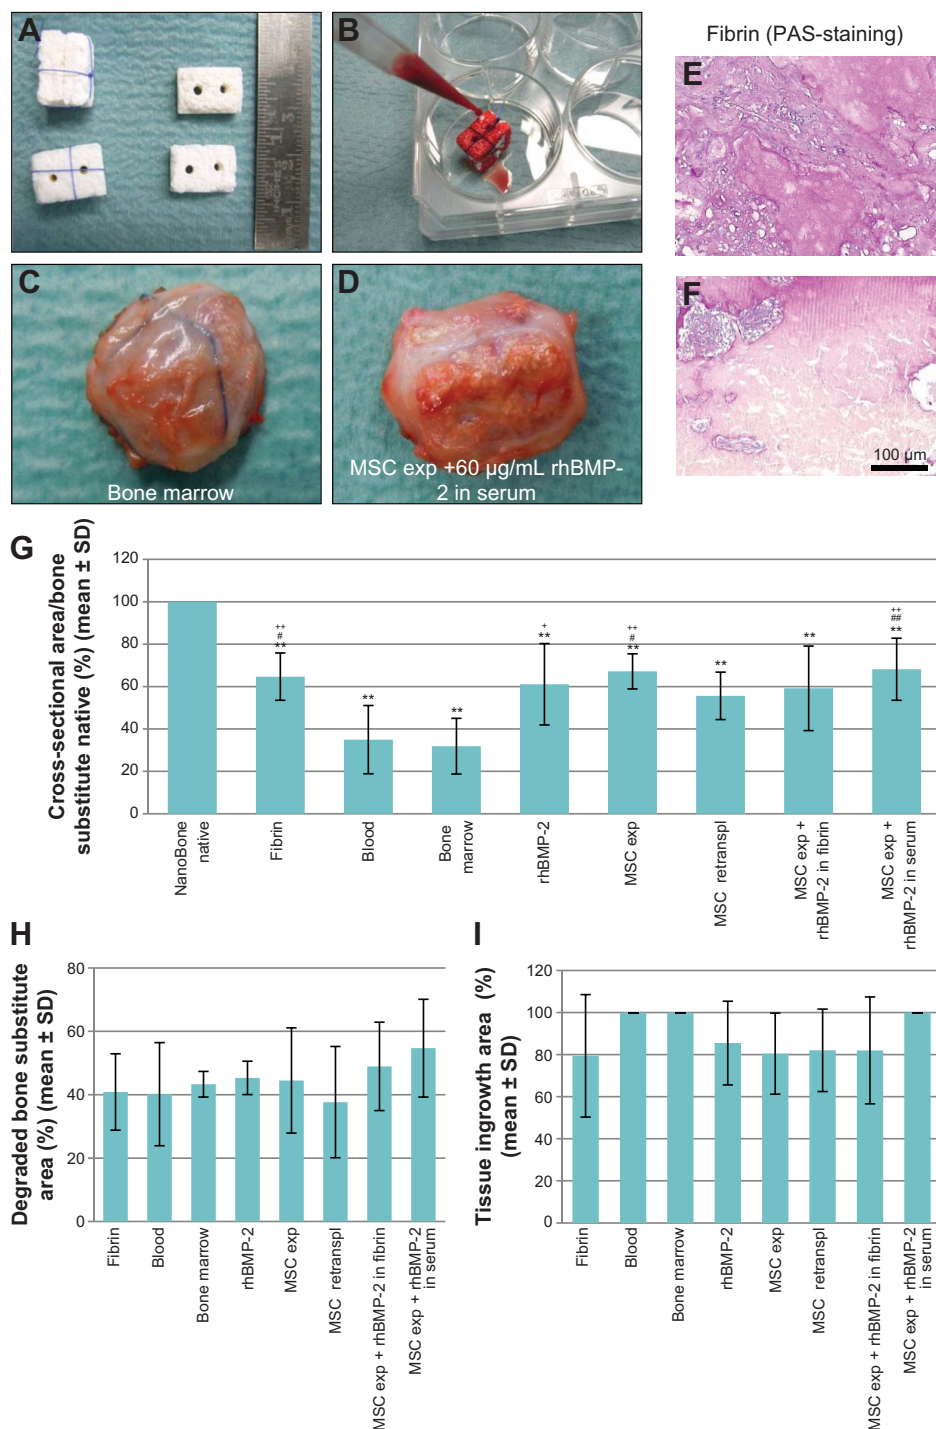 A
B
Fibrin (PAS-staining)
E
F
100 µm
C
Bone marrow
D
MSC exp +60 µg/mL rhBMP-
2 in serum
G
Cross-sectional area/bone
substitute native (%) (mean ± SD)
120
100
80
60
40
20
0
++
#
**
**
**
+
**
++
#
**
**
**
++
##
**
NanoBone
native
Fibrin
Blood
Bone
marrow
rhBMP-2
MSC exp
MSC retranspl
MSC exp +
rhBMP-2 in fibrin
MSC exp +
rhBMP-2 in serum
H
Degraded bone substitute
area (%) (mean ± SD)
80
60
40
20
0
Fibrin
Blood
Bone marrow
rhBMP-2
MSC exp
MSC retranspl
MSC exp + rhBMP-2 in fibrin
MSC exp + rhBMP-2
in serum
I
Tissue ingrowth area (%)
(mean ± SD)
120
100
80
60
40
20
0
Fibrin
Blood
Bone marrow
rhBMP-2
MSC exp
MSC retranspl
MSC exp + rhBMP-2 in fibrin
MSC exp + rhBMP-2
in serum